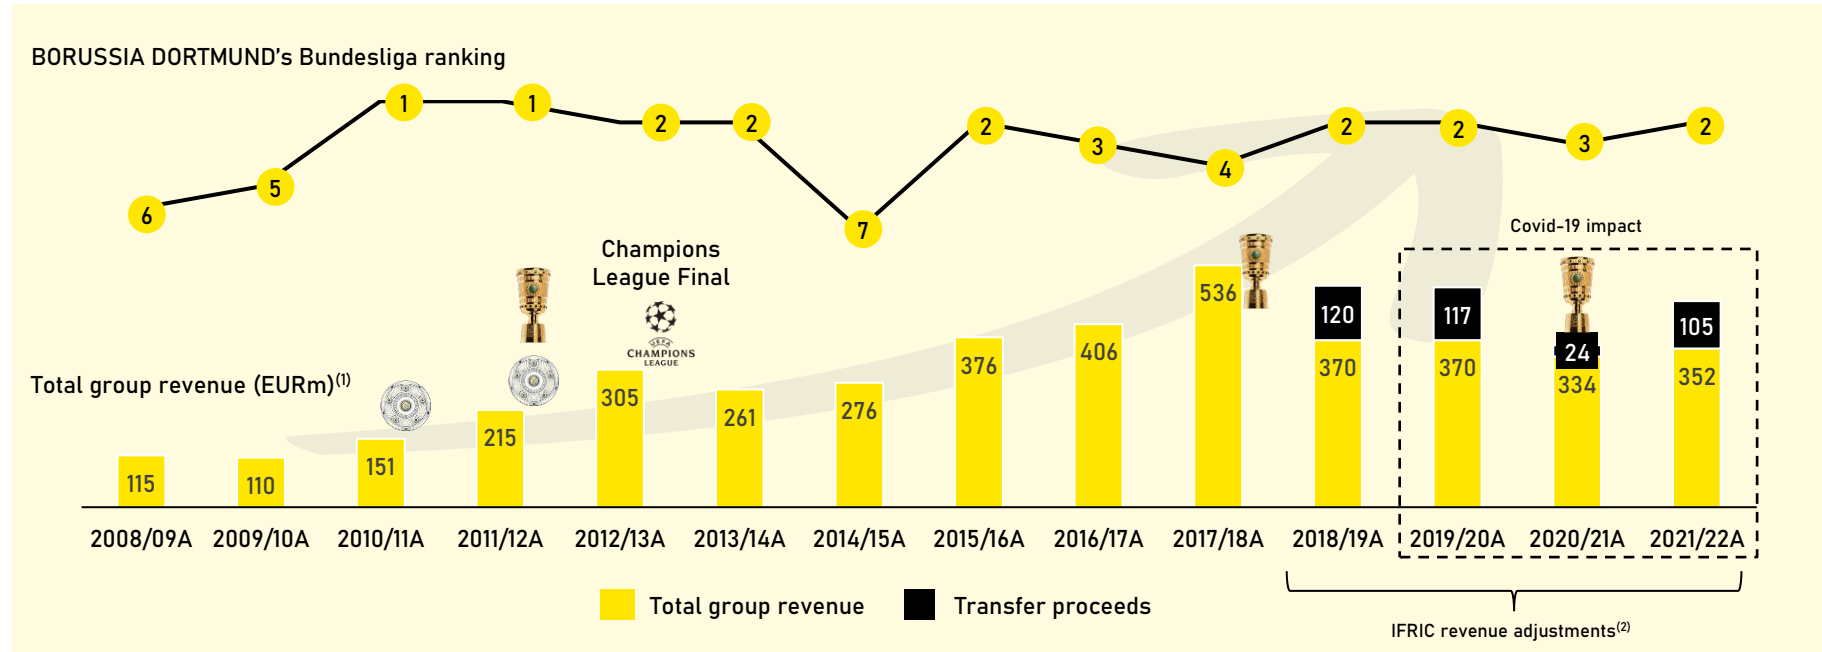 BORUSSIA DORTMUND's Bundesliga ranking
1
1
2
2
2
2
2
2
3
3
4
5
6
7
Covid-19 impact
Champions
League Final
UEFA
CHAMPIONS
LEAGUE
Total group revenue (EURm)(1)
115
110
151
215
305
261
276
376
406
536
120
370
117
370
24
334
105
352
2008/09A 2009/10A 2010/11A 2011/12A 2012/13A 2013/14A 2014/15A 2015/16A 2016/17A 2017/18A 2018/19A 2019/20A 2020/21A 2021/22A
Total group revenue Transfer proceeds
IFRIC revenue adjustments(2)